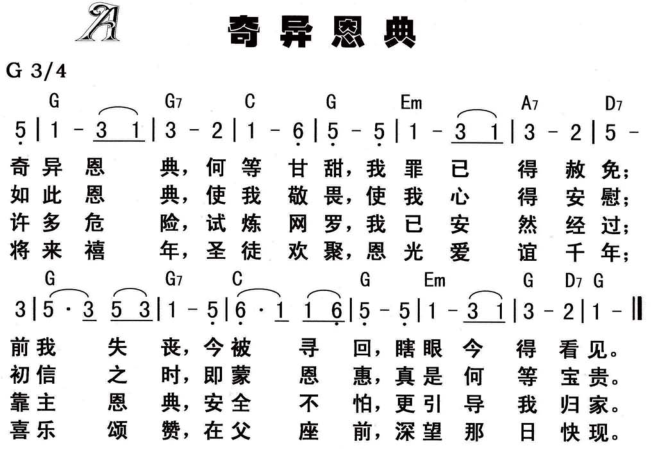 A
奇异恩典
G 3/4
G G7 C G Em A7 D7
5̣ | 1 - 3 1 | 3 - 2 | 1 - 6̣ | 5̣ - 5̣ | 1 - 3 1 | 3 - 2 | 5 -
奇异恩 典，何等甘甜，我罪已 得赦免；
如此恩 典，使我敬畏，使我心 得安慰；
许多危 险，试炼网罗，我已安 然经过；
将来禧 年，圣徒欢聚，恩光爱 谊千年；
G G7 C G Em G D7 G
3 | 5 · 3 5 3 | 1 - 5̣ | 6̣ · 1 1 6̣ | 5̣ - 5̣ | 1 - 3 1 | 3 - 2 | 1 - ‖
前我 失 丧，今被 寻 回，瞎眼今 得看见。
初信 之 时，即蒙 恩 惠，真是何 等宝贵。
靠主 恩 典，安全 不 怕，更引导 我归家。
喜乐 颂 赞，在父 座 前，深望那 日快现。